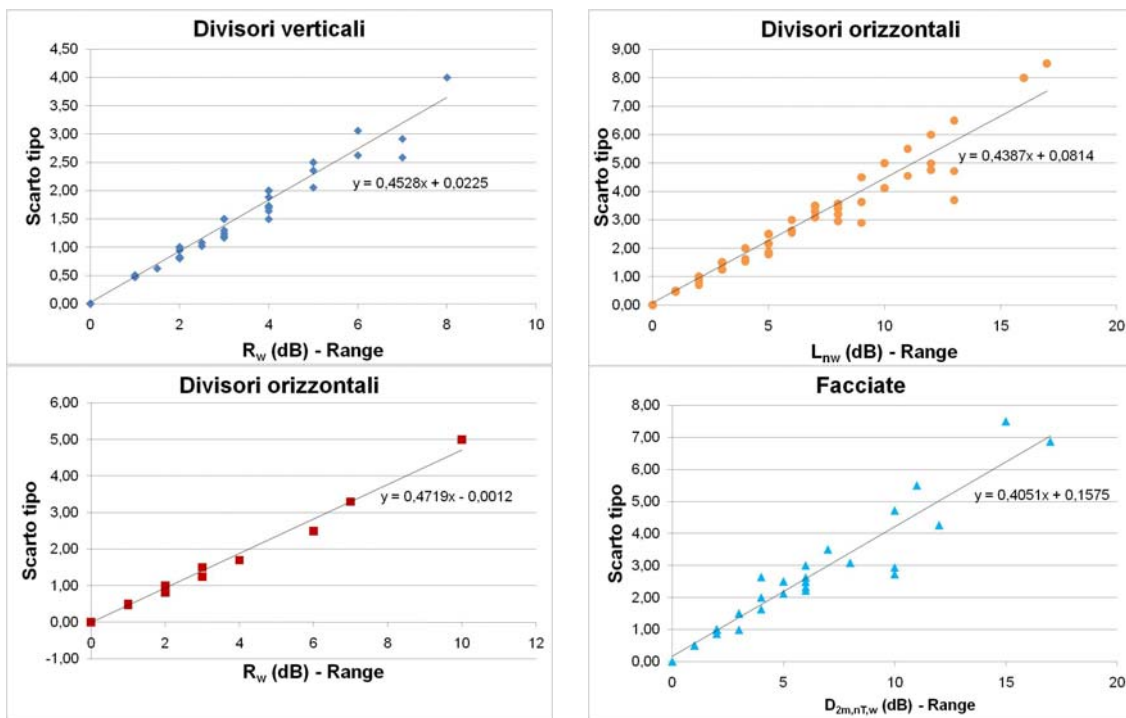 Divisori verticali
4,50
4,00
3,50
3,00
2,50
2,00
1,50
1,00
0,50
0,00
Scarto tipo
y = 0,4528x + 0,0225
0 2 4 6 8 10
Rw (dB) - Range
Divisori orizzontali
9,00
8,00
7,00
6,00
5,00
4,00
3,00
2,00
1,00
0,00
Scarto tipo
y = 0,4387x + 0,0814
0 5 10 15 20
Lnw (dB) - Range
Divisori orizzontali
6,00
5,00
4,00
3,00
2,00
1,00
0,00
-1,00
Scarto tipo
y = 0,4719x - 0,0012
0 2 4 6 8 10 12
Rw (dB) - Range
Facciate
8,00
7,00
6,00
5,00
4,00
3,00
2,00
1,00
0,00
Scarto tipo
y = 0,4051x + 0,1575
0 5 10 15 20
D2m,nT,w (dB) - Range